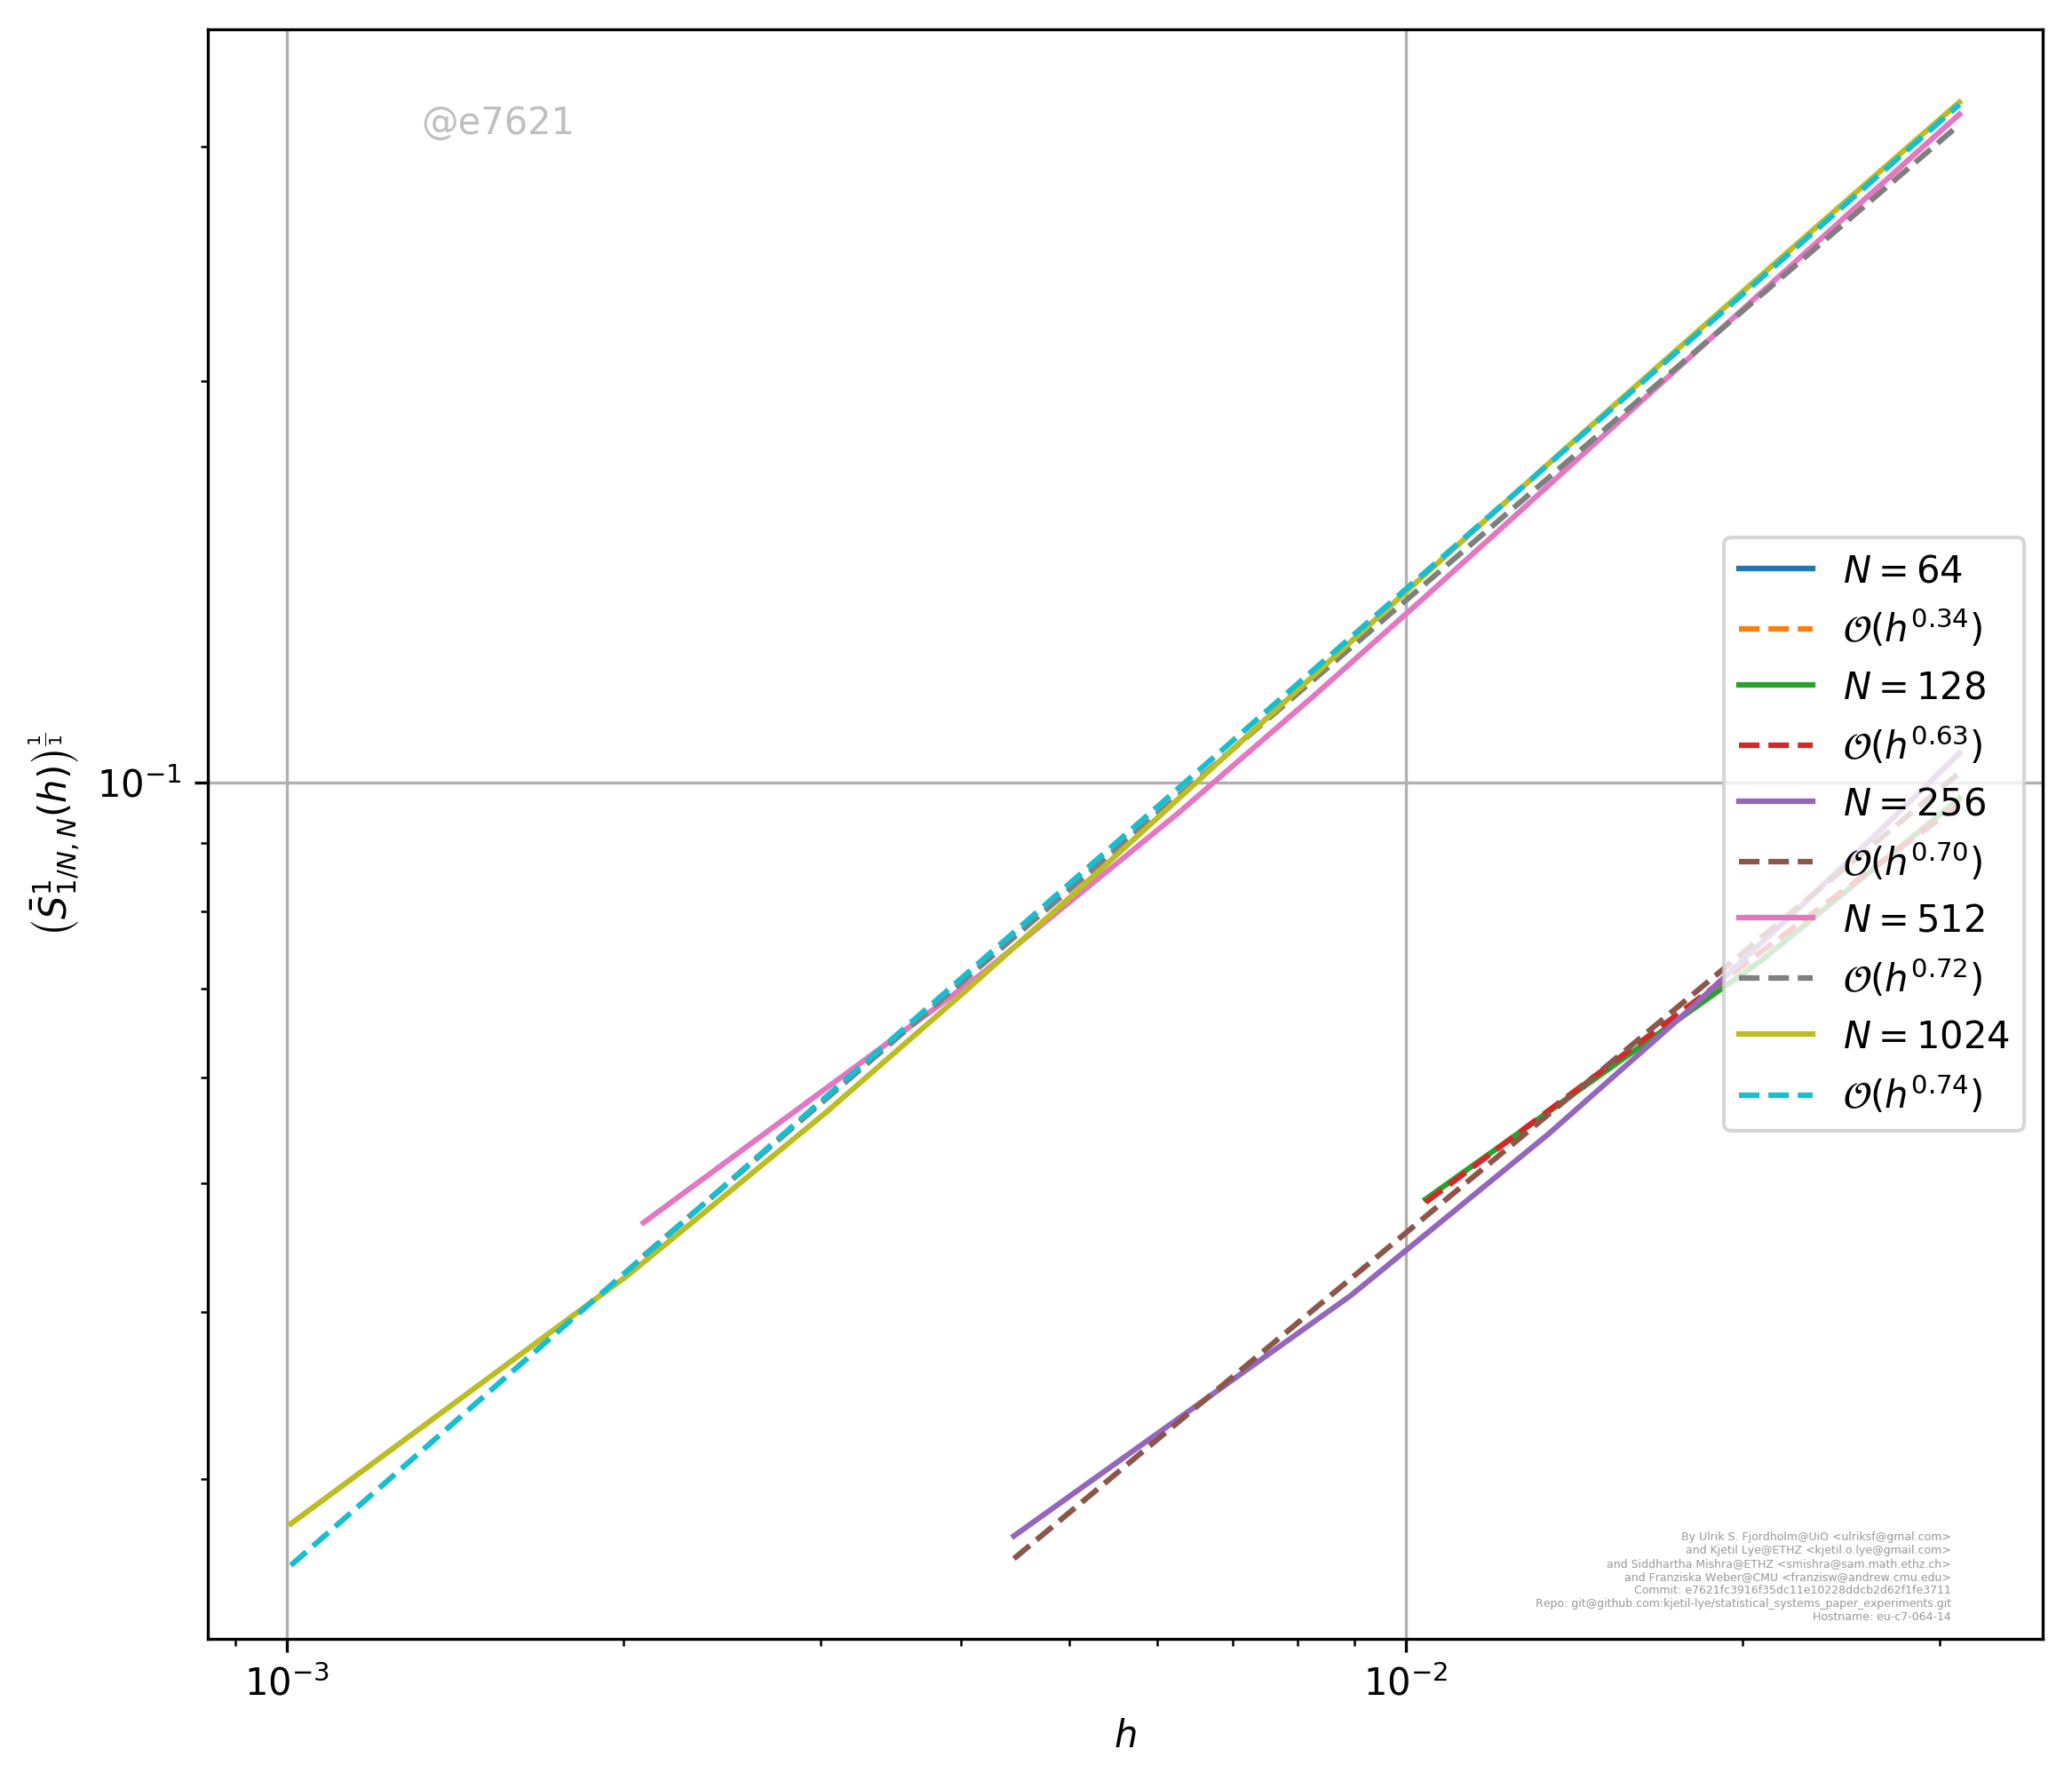 @e7621
(S̄¹₁/N,N(h))^1/1
10⁻¹
N = 64
𝒪(h^0.34)
N = 128
𝒪(h^0.63)
N = 256
𝒪(h^0.70)
N = 512
𝒪(h^0.72)
N = 1024
𝒪(h^0.74)
By Ulrik S. Fjordholm@UiO <ulriksf@gmal.com>
and Kjetil Lye@ETHZ <kjetil.o.lye@gmail.com>
and Siddhartha Mishra@ETHZ <smishra@sam.math.ethz.ch>
and Franziska Weber@CMU <franzisw@andrew.cmu.edu>
Commit: e7621fc3916f35dc11e10228ddcb2d62f1fe3711
Repo: git@github.com:kjetil-lye/statistical_systems_paper_experiments.git
Hostname: eu-c7-064-14
10⁻³ 10⁻²
h